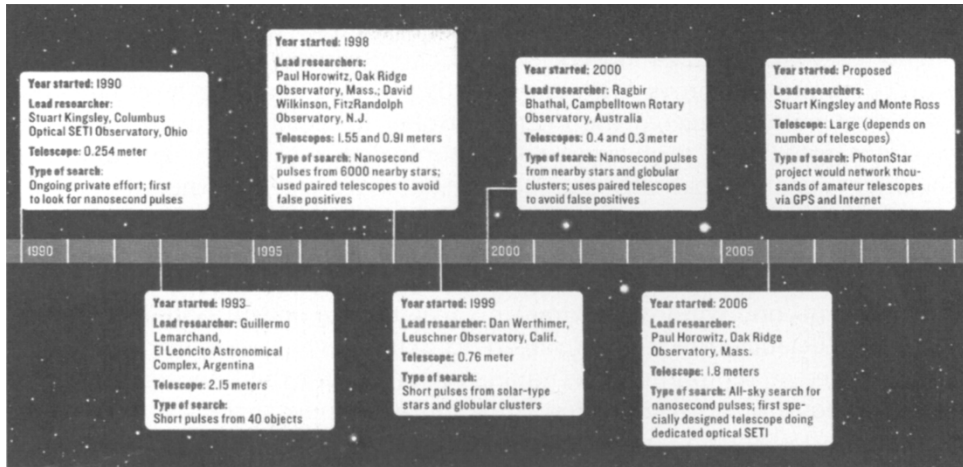 Year started: 1990
Lead researcher:
Stuart Kingsley, Columbus
Optical SETI Observatory, Ohio
Telescope: 0.254 meter
Type of search:
Ongoing private effort; first
to look for nanosecond pulses
Year started: 1998
Lead researchers:
Paul Horowitz, Oak Ridge
Observatory, Mass.; David
Wilkinson, FitzRandolph
Observatory, N.J.
Telescopes: 1.55 and 0.91 meters
Type of search: Nanosecond
pulses from 6000 nearby stars;
used paired telescopes to avoid
false positives
Year started: 2000
Lead researcher: Ragbir
Bhathal, Campbelltown Rotary
Observatory, Australia
Telescopes: 0.4 and 0.3 meter
Type of search: Nanosecond pulses
from nearby stars and globular
clusters; uses paired telescopes
to avoid false positives
Year started: Proposed
Lead researchers:
Stuart Kingsley and Monte Ross
Telescope: Large (depends on
number of telescopes)
Type of search: PhotonStar
project would network thou-
sands of amateur telescopes
via GPS and Internet
1990
1995
2000
2005
Year started: 1993
Lead researcher: Guillermo
Lemarchand,
El Leoncito Astronomical
Complex, Argentina
Telescope: 2.15 meters
Type of search:
Short pulses from 40 objects
Year started: 1999
Lead researcher: Dan Werthimer,
Leuschner Observatory, Calif.
Telescope: 0.76 meter
Type of search:
Short pulses from solar-type
stars and globular clusters
Year started: 2006
Lead researcher:
Paul Horowitz, Oak Ridge
Observatory, Mass.
Telescope: 1.8 meters
Type of search: All-sky search for
nanosecond pulses; first spe-
cially designed telescope doing
dedicated optical SETI